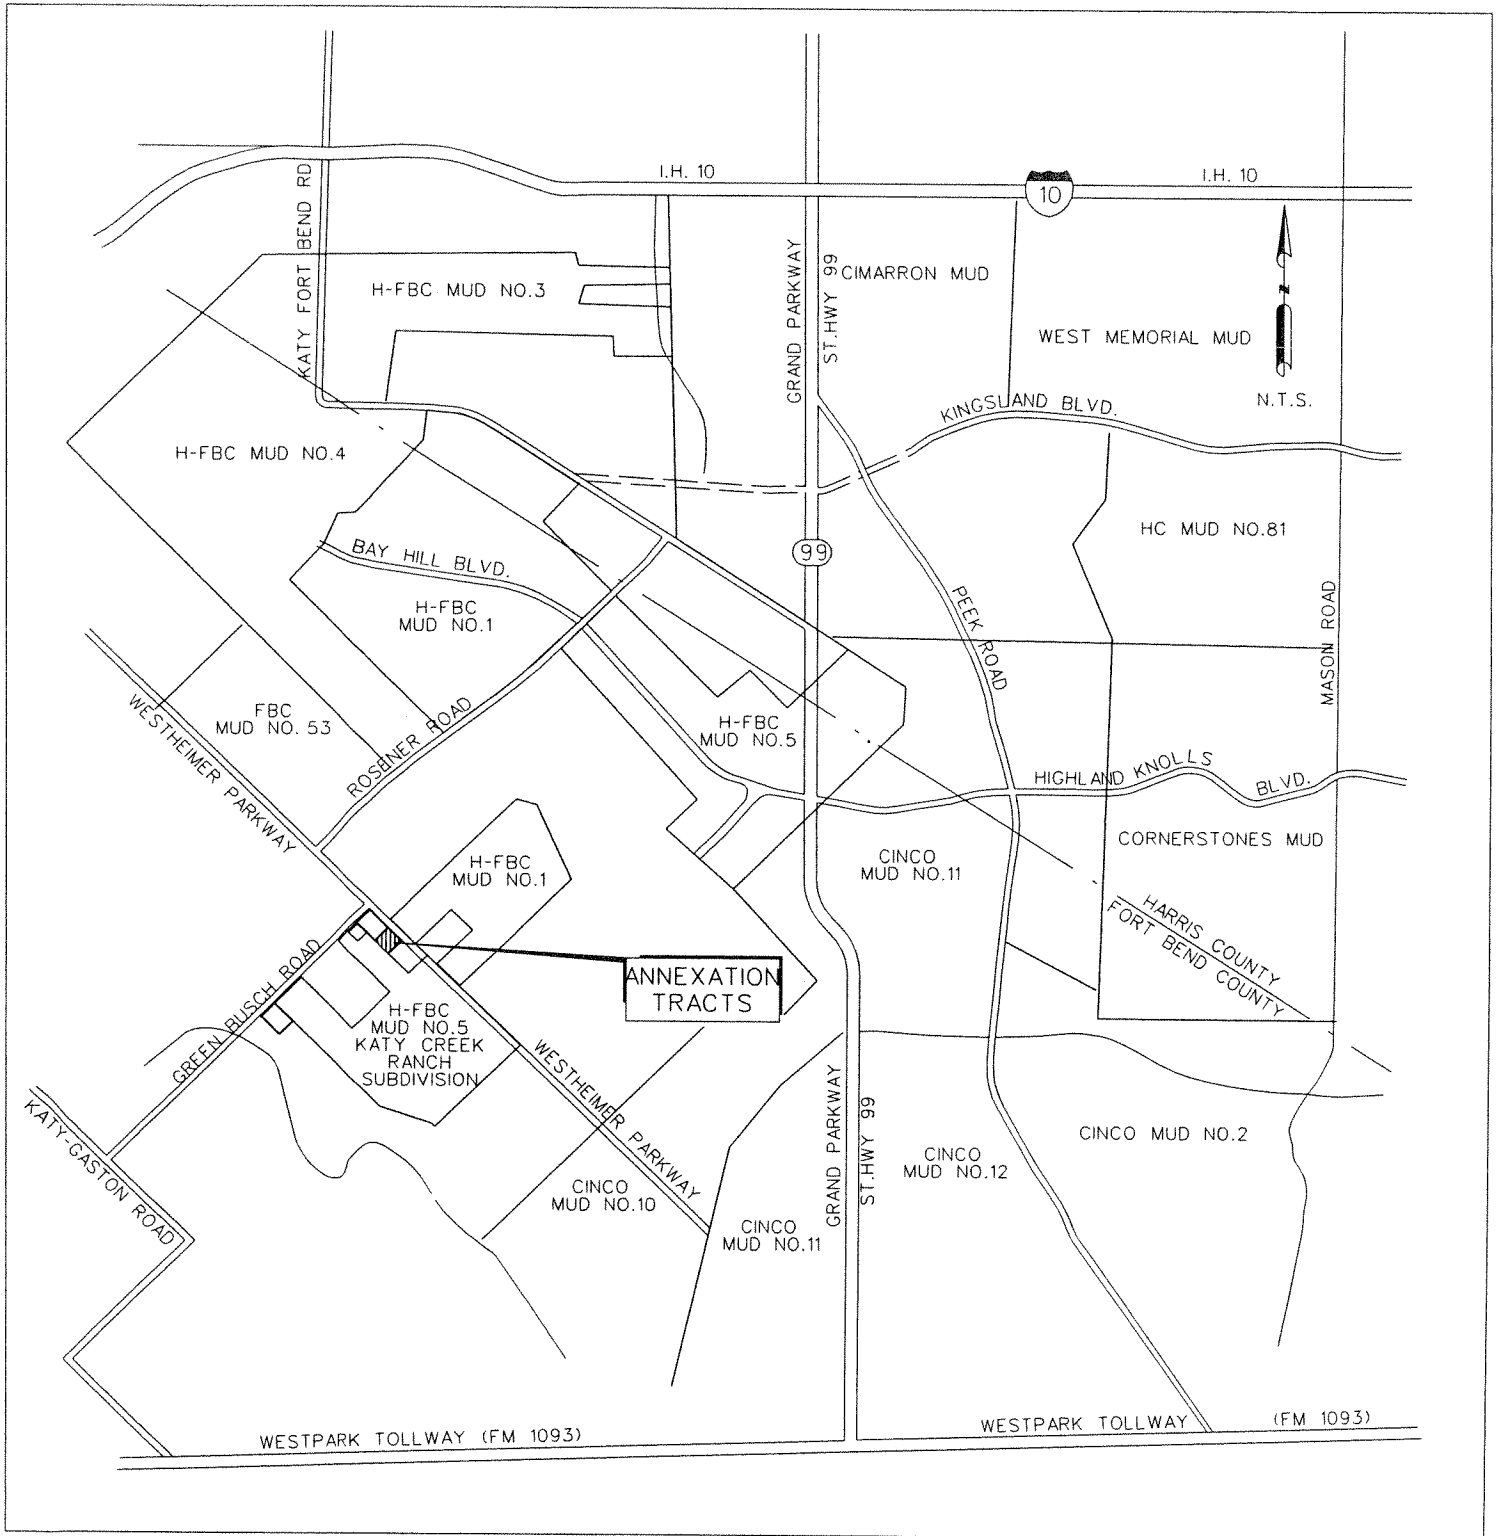 I.H. 10
10
I.H. 10
KATY FORT BEND RD
GRAND PARKWAY
ST.HWY 99
CIMARRON MUD
H-FBC MUD NO.3
WEST MEMORIAL MUD
N
N.T.S.
KINGSLAND BLVD.
H-FBC MUD NO.4
HC MUD NO.81
BAY HILL BLVD.
99
H-FBC
MUD NO.1
PEEK ROAD
MASON ROAD
FBC
MUD NO. 53
WESTHEIMER PARKWAY
ROSENER ROAD
H-FBC
MUD NO.5
HIGHLAND KNOLLS BLVD.
CORNERSTONES MUD
H-FBC
MUD NO.1
CINCO
MUD NO.11
HARRIS COUNTY
FORT BEND COUNTY
ANNEXATION
TRACTS
GREEN BUSCH ROAD
H-FBC
MUD NO.5
KATY CREEK
RANCH
SUBDIVISION
WESTHEIMER PARKWAY
KATY-GASTON ROAD
GRAND PARKWAY
ST.HWY 99
CINCO MUD NO.2
CINCO
MUD NO.12
CINCO
MUD NO.10
CINCO
MUD NO.11
WESTPARK TOLLWAY (FM 1093)
WESTPARK TOLLWAY (FM 1093)